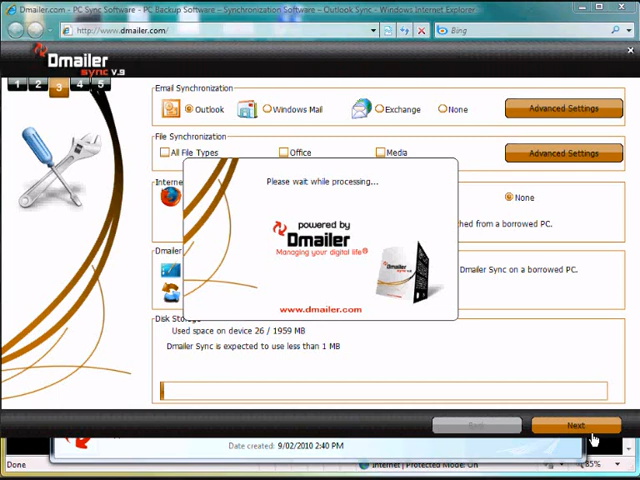 Dmailer.com - PC Sync Software - PC Backup Software - Synchronization Software - Outlook Sync - Windows Internet Explorer
http://www.dmailer.com/
Bing
Dmailer
sync v.9
1 2 3 4 5
Email Synchronization
Outlook Windows Mail Exchange None Advanced Settings
File Synchronization
All File Types Office Media Advanced Settings
Please wait while processing...
None
powered by
Dmailer
Managing your digital life
www.dmailer.com
ched from a borrowed PC.
Dmailer
Dmailer Sync on a borrowed PC.
Used space on device 26 / 1959 MB
Dmailer Sync is expected to use less than 1 MB
Next
Date created: 9/02/2010 2:40 PM
Done
Internet | Protected Mode: On
85%